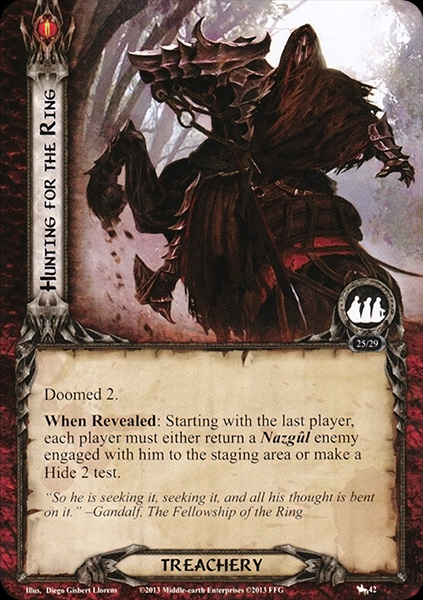 HUNTING FOR THE RING
25/29
Doomed 2.
When Revealed: Starting with the last player,
each player must either return a Nazgûl enemy
engaged with him to the staging area or make a
Hide 2 test.
“So he is seeking it, seeking it, and all his thought is bent
on it.” –Gandalf, The Fellowship of the Ring
TREACHERY
Illus. Diego Gisbert Llorens
©2013 Middle-earth Enterprises ©2013 FFG
42